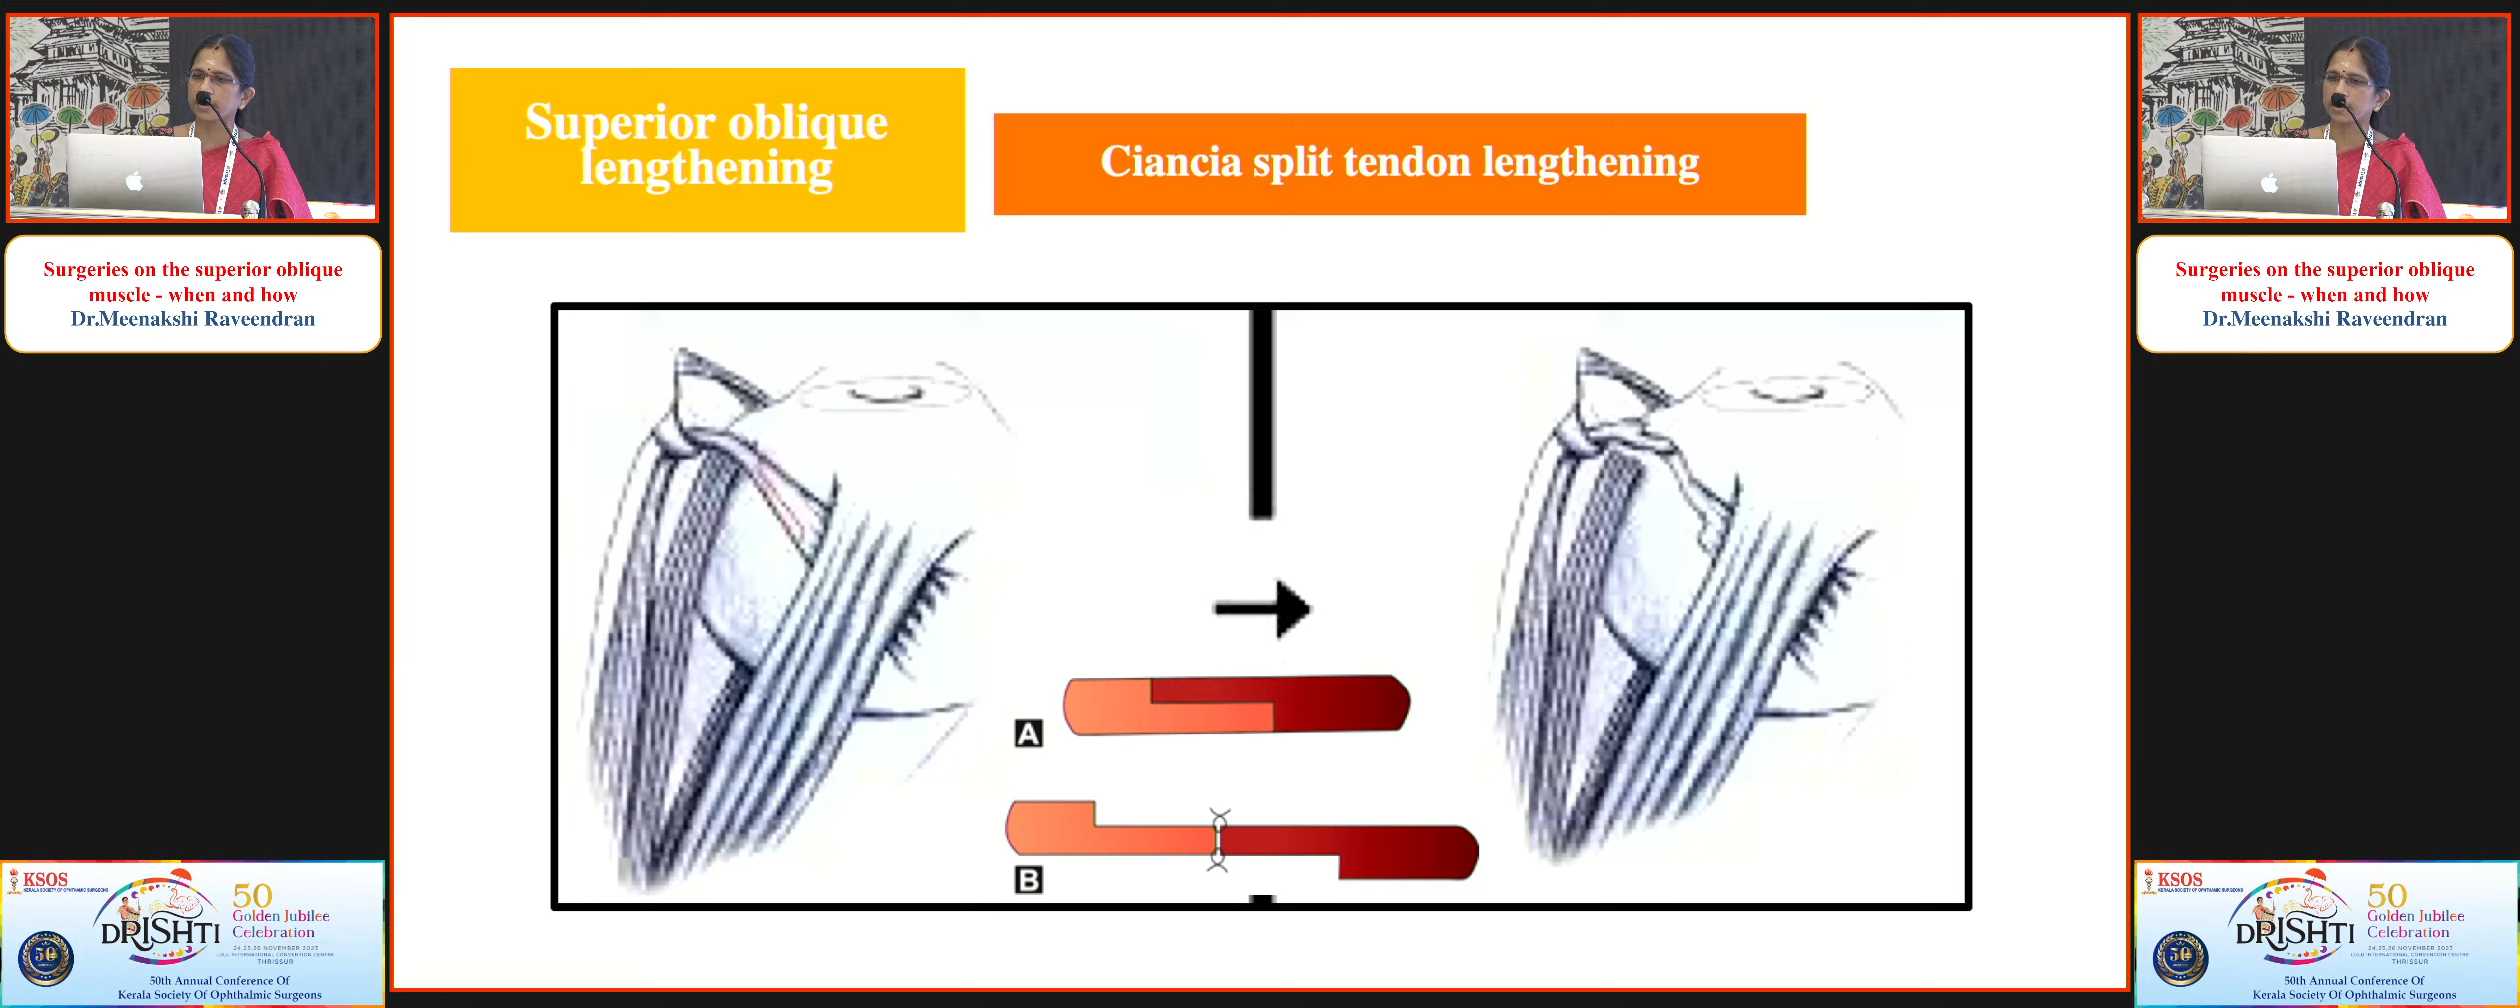 Superior oblique
lengthening
Ciancia split tendon lengthening
A
B
Surgeries on the superior oblique
muscle - when and how
Dr.Meenakshi Raveendran
KSOS
KERALA SOCIETY OF OPHTHALMIC SURGEONS
DRISHTI
50
Golden Jubilee
Celebration
24,25,26 NOVEMBER 2023
LULU INTERNATIONAL CONVENTION CENTRE
THRISSUR
50
50th Annual Conference Of
Kerala Society Of Ophthalmic Surgeons
Surgeries on the superior oblique
muscle - when and how
Dr.Meenakshi Raveendran
KSOS
KERALA SOCIETY OF OPHTHALMIC SURGEONS
DRISHTI
50
Golden Jubilee
Celebration
24,25,26 NOVEMBER 2023
LULU INTERNATIONAL CONVENTION CENTRE
THRISSUR
50
50th Annual Conference Of
Kerala Society Of Ophthalmic Surgeons